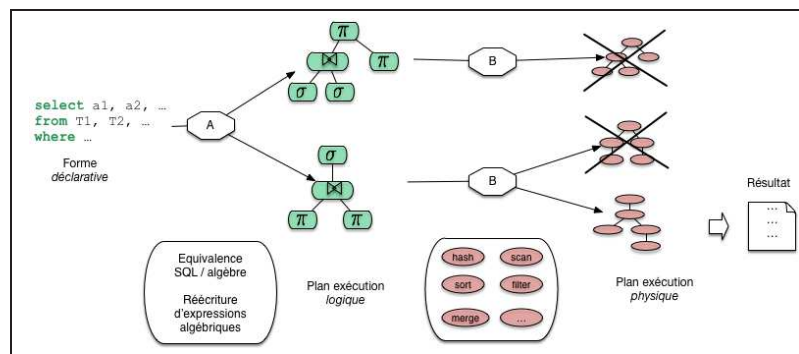 select a1, a2, …
from T1, T2, …
where …
Forme
déclarative
A
π
⋈
π
σ
σ
σ
⋈
π
π
B
B
Résultat
…
…
…
Equivalence
SQL / algèbre
Réécriture
d'expressions
algébriques
Plan exécution
logique
hash
scan
sort
filter
merge
…
Plan exécution
physique